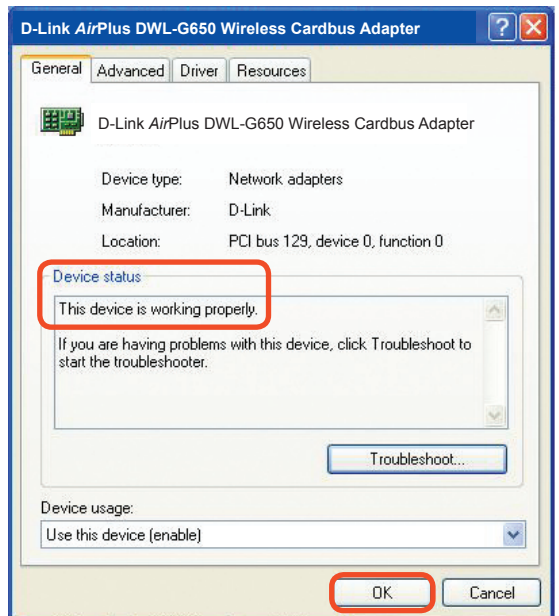 D-Link AirPlus DWL-G650 Wireless Cardbus Adapter
General Advanced Driver Resources
D-Link AirPlus DWL-G650 Wireless Cardbus Adapter
Device type: Network adapters
Manufacturer: D-Link
Location: PCI bus 129, device 0, function 0
Device status
This device is working properly.
If you are having problems with this device, click Troubleshoot to
start the troubleshooter.
Troubleshoot...
Device usage:
Use this device (enable)
OK Cancel